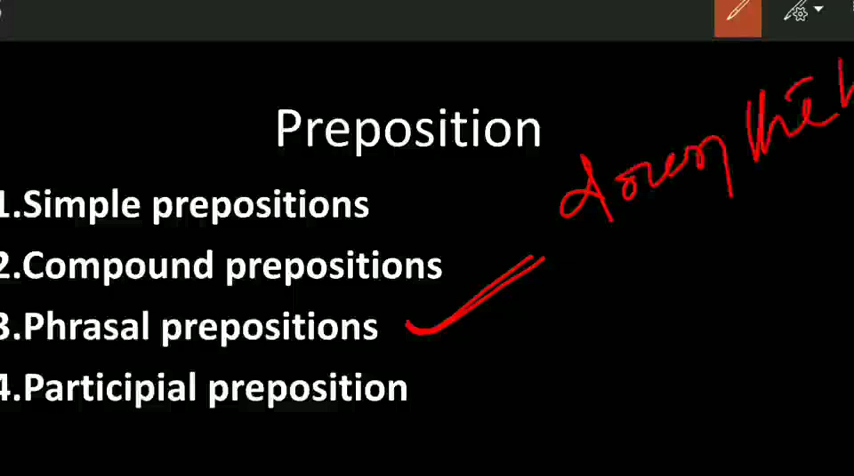 Preposition
1.Simple prepositions
2.Compound prepositions
3.Phrasal prepositions
4.Participial preposition